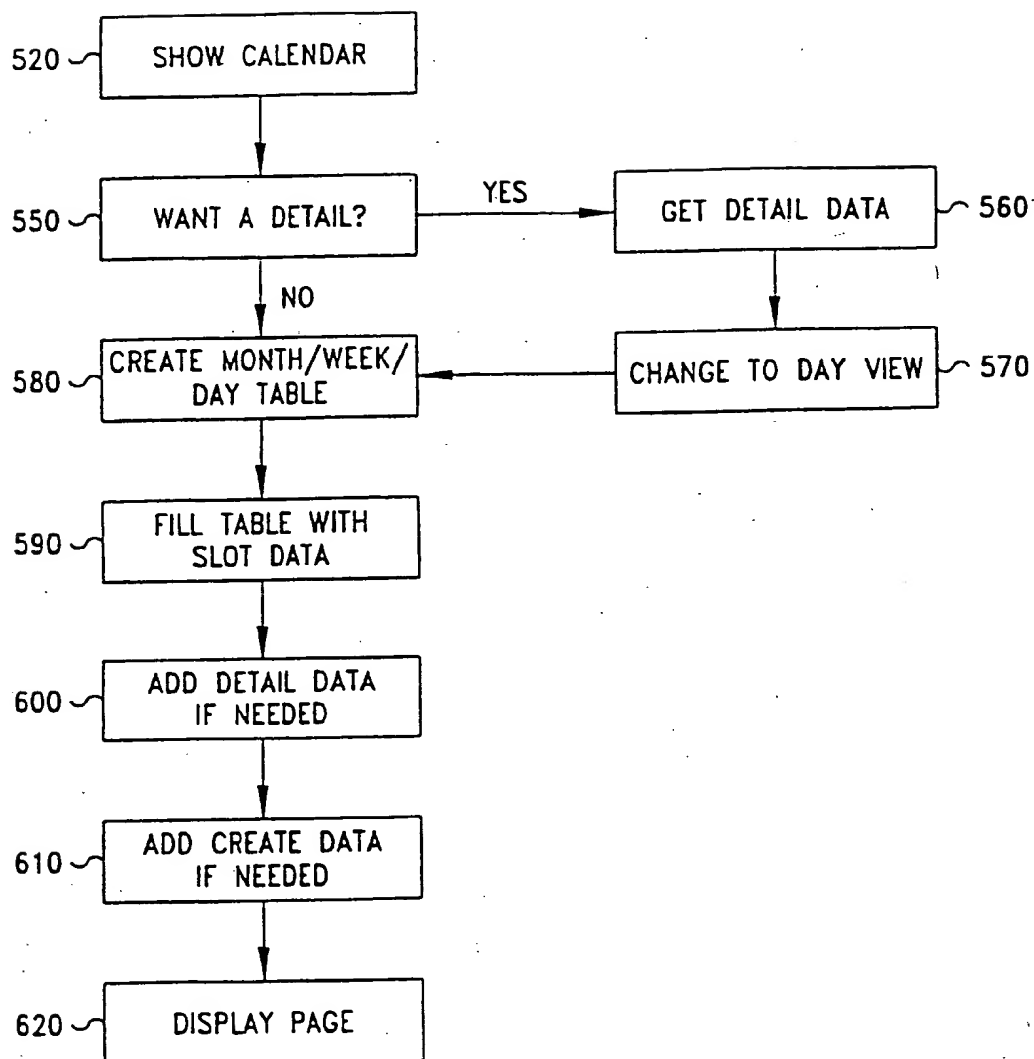 520
SHOW CALENDAR
550
WANT A DETAIL?
YES
GET DETAIL DATA
560
NO
580
CREATE MONTH/WEEK/
DAY TABLE
CHANGE TO DAY VIEW
570
590
FILL TABLE WITH
SLOT DATA
600
ADD DETAIL DATA
IF NEEDED
610
ADD CREATE DATA
IF NEEDED
620
DISPLAY PAGE